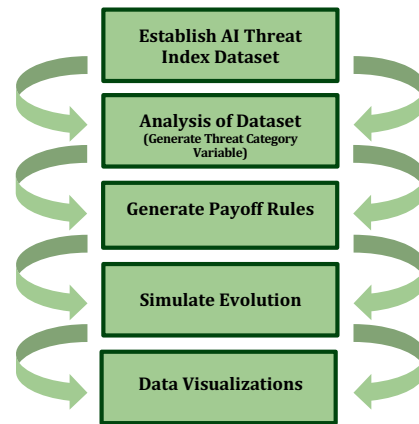 Establish AI Threat
Index Dataset
Analysis of Dataset
(Generate Threat Category
Variable)
Generate Payoff Rules
Simulate Evolution
Data Visualizations